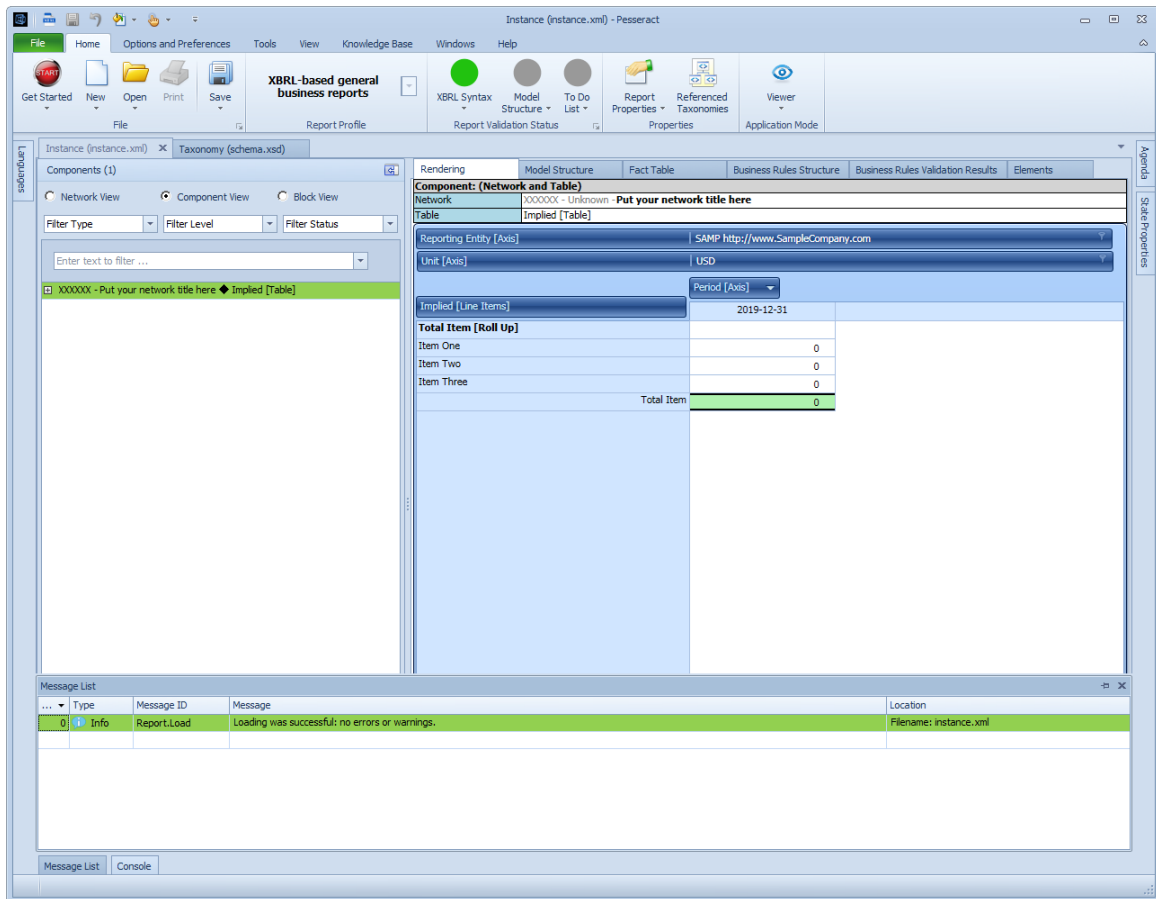 Instance (instance.xml) - Pesseract
File Home Options and Preferences Tools View Knowledge Base Windows Help
START
Get Started New Open Print Save
File
XBRL-based general business reports
Report Profile
XBRL Syntax Model Structure To Do List
Report Validation Status
Report Properties Referenced Taxonomies
Properties
Viewer
Application Mode
Languages
Instance (instance.xml) Taxonomy (schema.xsd)
Agenda
State Properties
Components (1)
Network View Component View Block View
Filter Type Filter Level Filter Status
Enter text to filter ...
XXXXXX - Put your network title here ◆ Implied [Table]
Rendering Model Structure Fact Table Business Rules Structure Business Rules Validation Results Elements
Component: (Network and Table)
Network XXXXXX - Unknown - Put your network title here
Table Implied [Table]
Reporting Entity [Axis] SAMP http://www.SampleCompany.com
Unit [Axis] USD
Period [Axis]
Implied [Line Items] 2019-12-31
Total Item [Roll Up]
Item One 0
Item Two 0
Item Three 0
Total Item 0
Message List
... Type Message ID Message Location
0 Info Report.Load Loading was successful: no errors or warnings. Filename: instance.xml
Message List Console